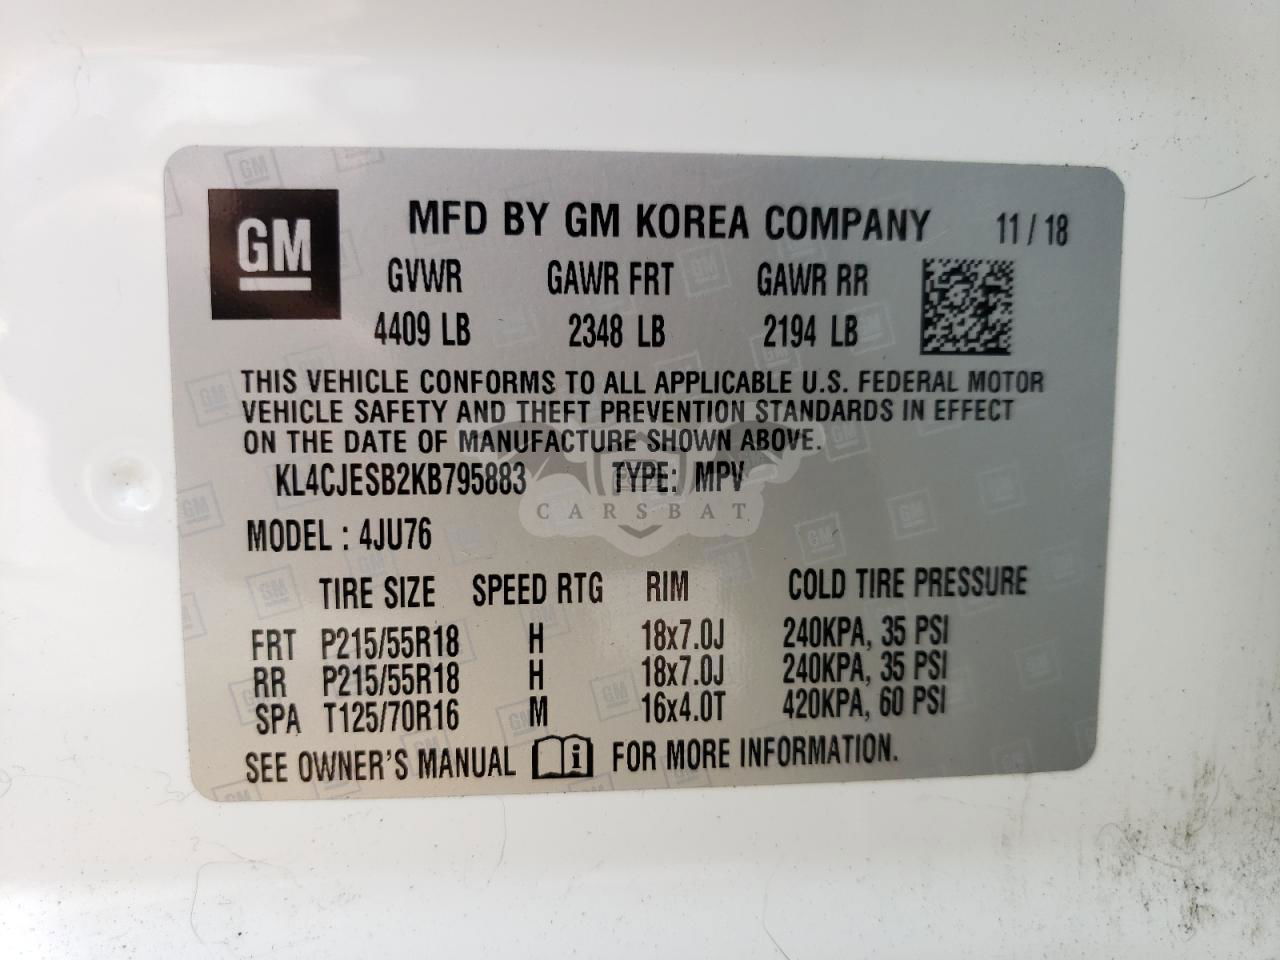 GM
MFD BY GM KOREA COMPANY 11 / 18
GVWR GAWR FRT GAWR RR
4409 LB 2348 LB 2194 LB
THIS VEHICLE CONFORMS TO ALL APPLICABLE U.S. FEDERAL MOTOR
VEHICLE SAFETY AND THEFT PREVENTION STANDARDS IN EFFECT
ON THE DATE OF MANUFACTURE SHOWN ABOVE.
KL4CJESB2KB795883 TYPE: MPV
CARSBAT
MODEL : 4JU76
TIRE SIZE SPEED RTG RIM COLD TIRE PRESSURE
FRT P215/55R18 H 18x7.0J 240KPA, 35 PSI
RR P215/55R18 H 18x7.0J 240KPA, 35 PSI
SPA T125/70R16 M 16x4.0T 420KPA, 60 PSI
SEE OWNER'S MANUAL i FOR MORE INFORMATION.